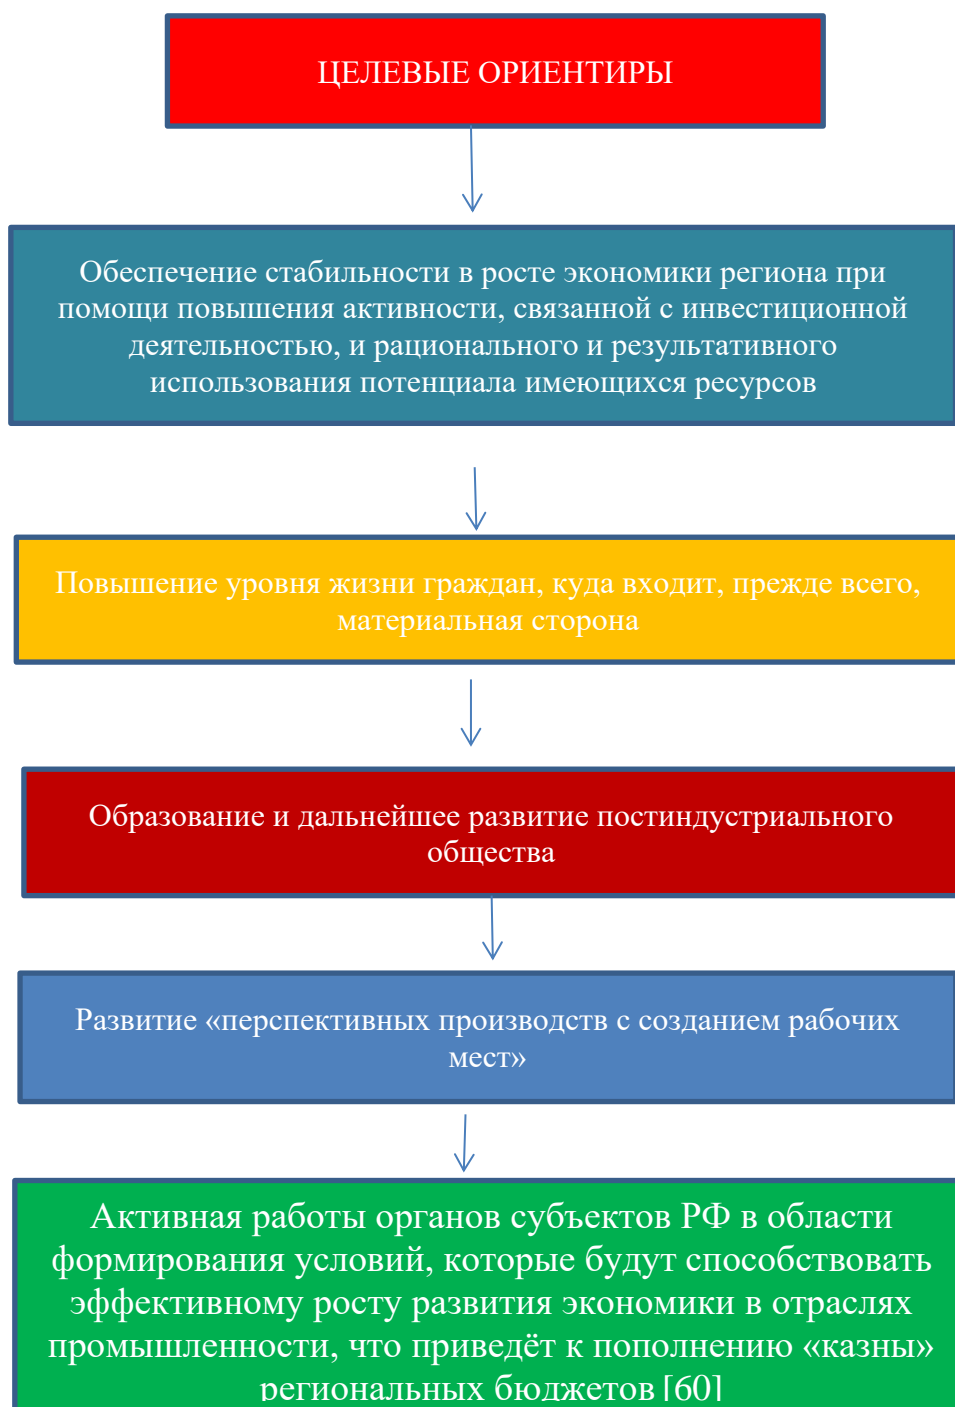 ЦЕЛЕВЫЕ ОРИЕНТИРЫ
Обеспечение стабильности в росте экономики региона при
помощи повышения активности, связанной с инвестиционной
деятельностью, и рационального и результативного
использования потенциала имеющихся ресурсов
Повышение уровня жизни граждан, куда входит, прежде всего,
материальная сторона
Образование и дальнейшее развитие постиндустриального
общества
Развитие «перспективных производств с созданием рабочих
мест»
Активная работы органов субъектов РФ в области
формирования условий, которые будут способствовать
эффективному росту развития экономики в отраслях
промышленности, что приведёт к пополнению «казны»
региональных бюджетов [60]